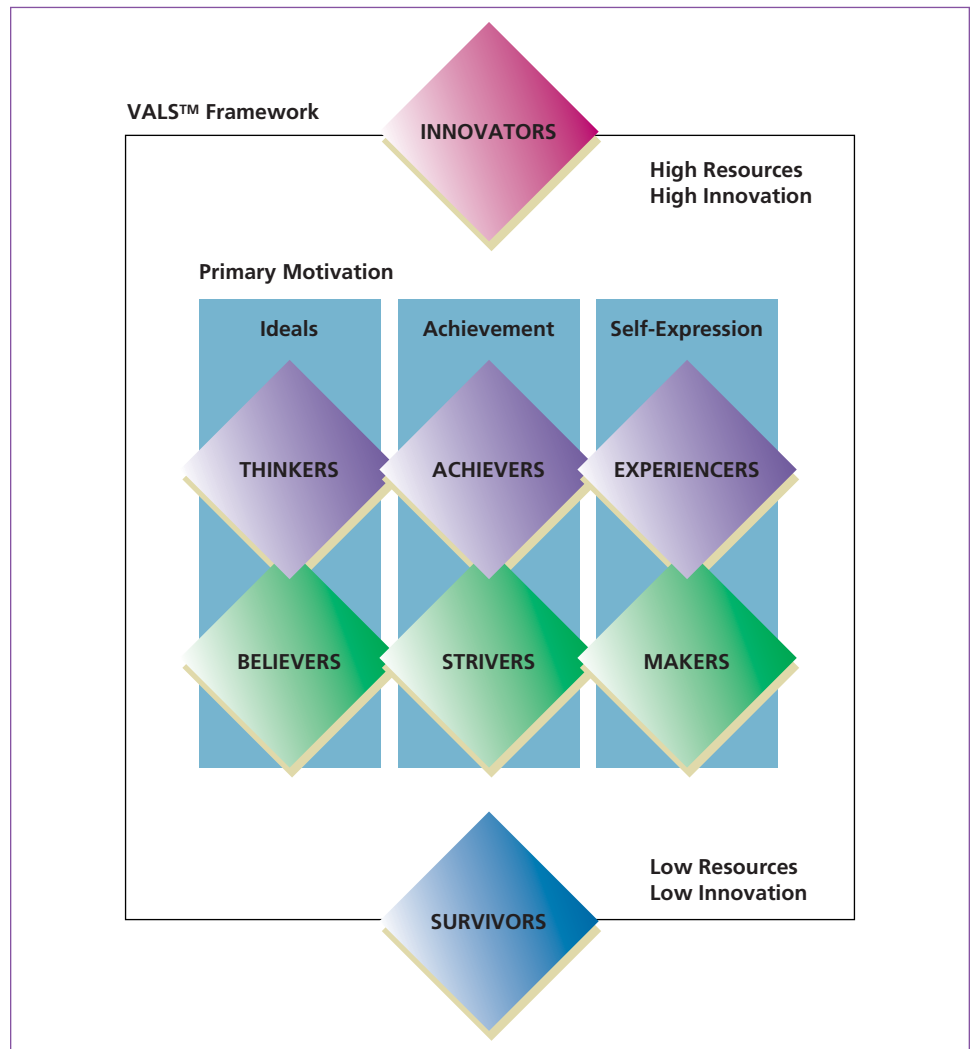 INNOVATORS
VALS™ Framework
High Resources
High Innovation
Primary Motivation
Ideals
Achievement
Self-Expression
THINKERS
ACHIEVERS
EXPERIENCERS
BELIEVERS
STRIVERS
MAKERS
Low Resources
Low Innovation
SURVIVORS